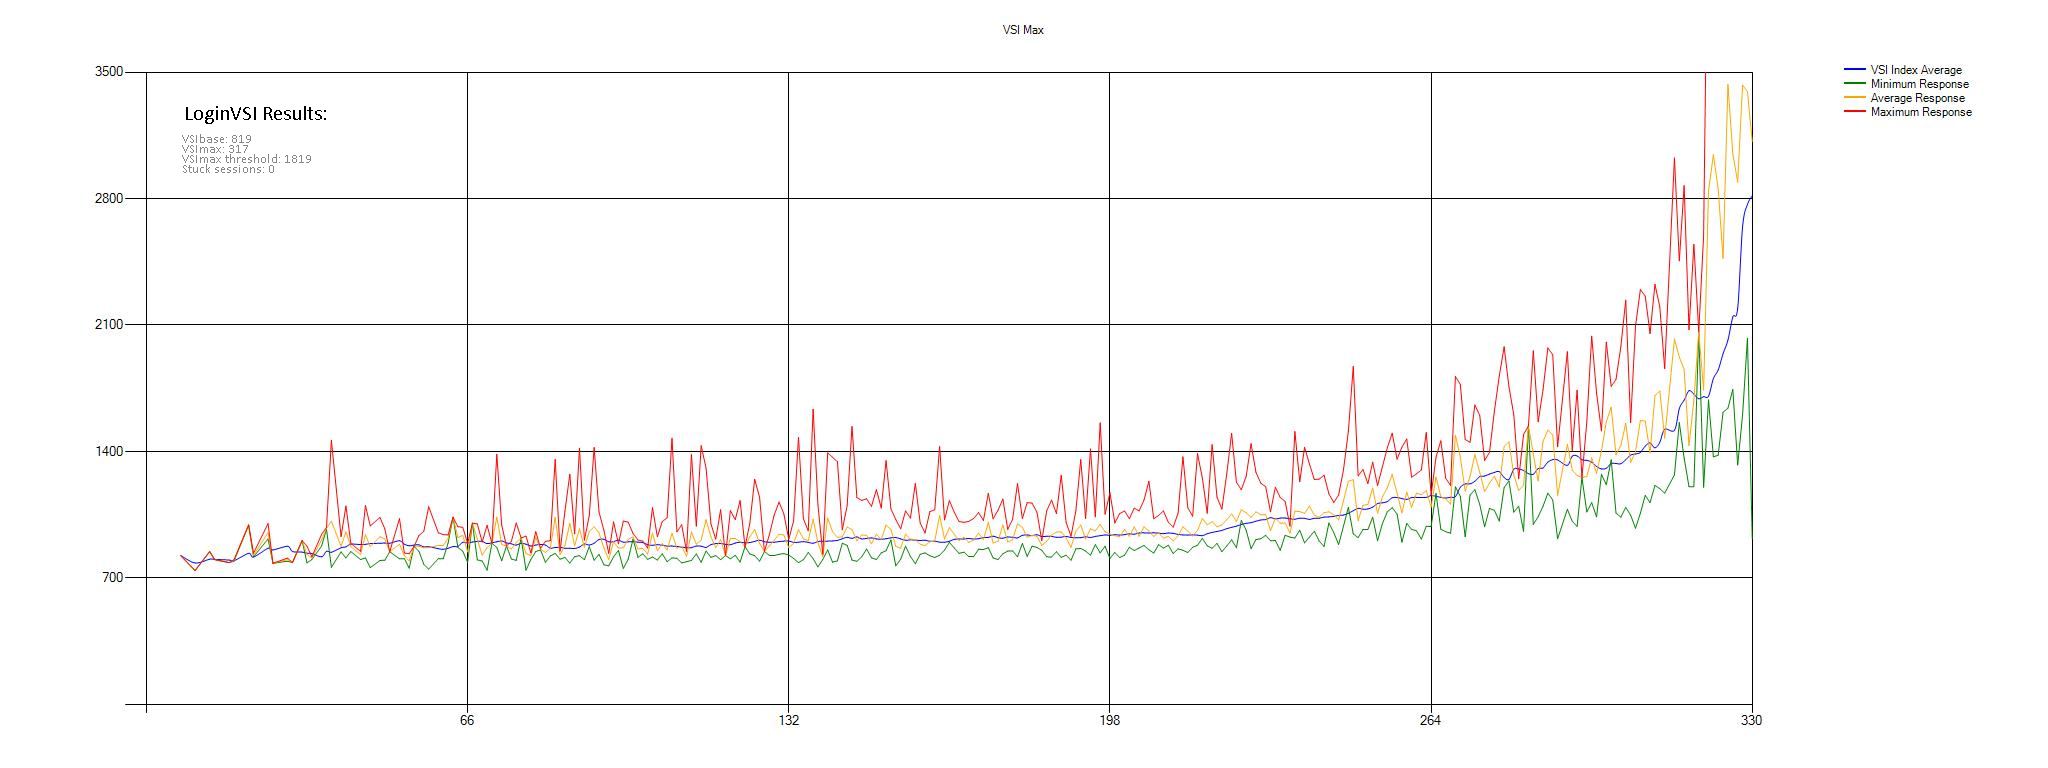 VSI Max
3500
2800
2100
1400
700
LoginVSI Results:
VSIbase: 819
VSImax: 317
VSImax threshold: 1819
Stuck sessions: 0
VSI Index Average
Minimum Response
Average Response
Maximum Response
66
132
198
264
330